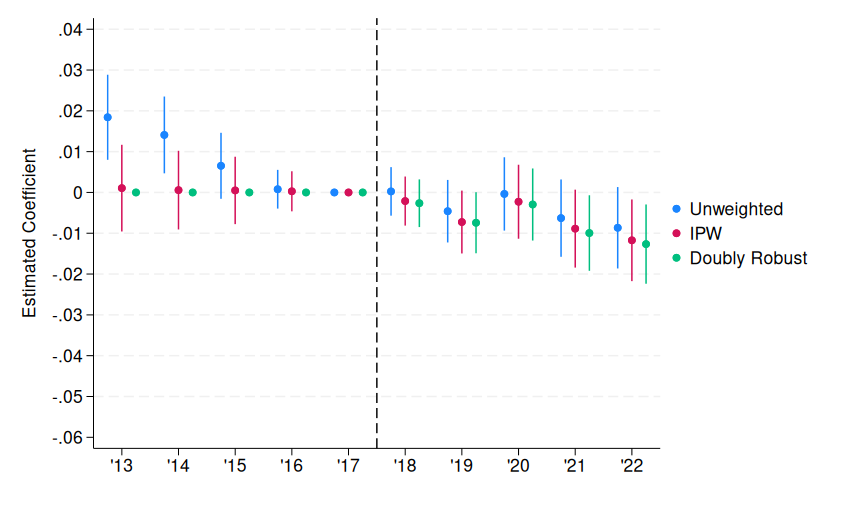 .04
.03
.02
.01
0
-.01
-.02
-.03
-.04
-.05
-.06
Estimated Coefficient
'13 '14 '15 '16 '17 '18 '19 '20 '21 '22
Unweighted
IPW
Doubly Robust